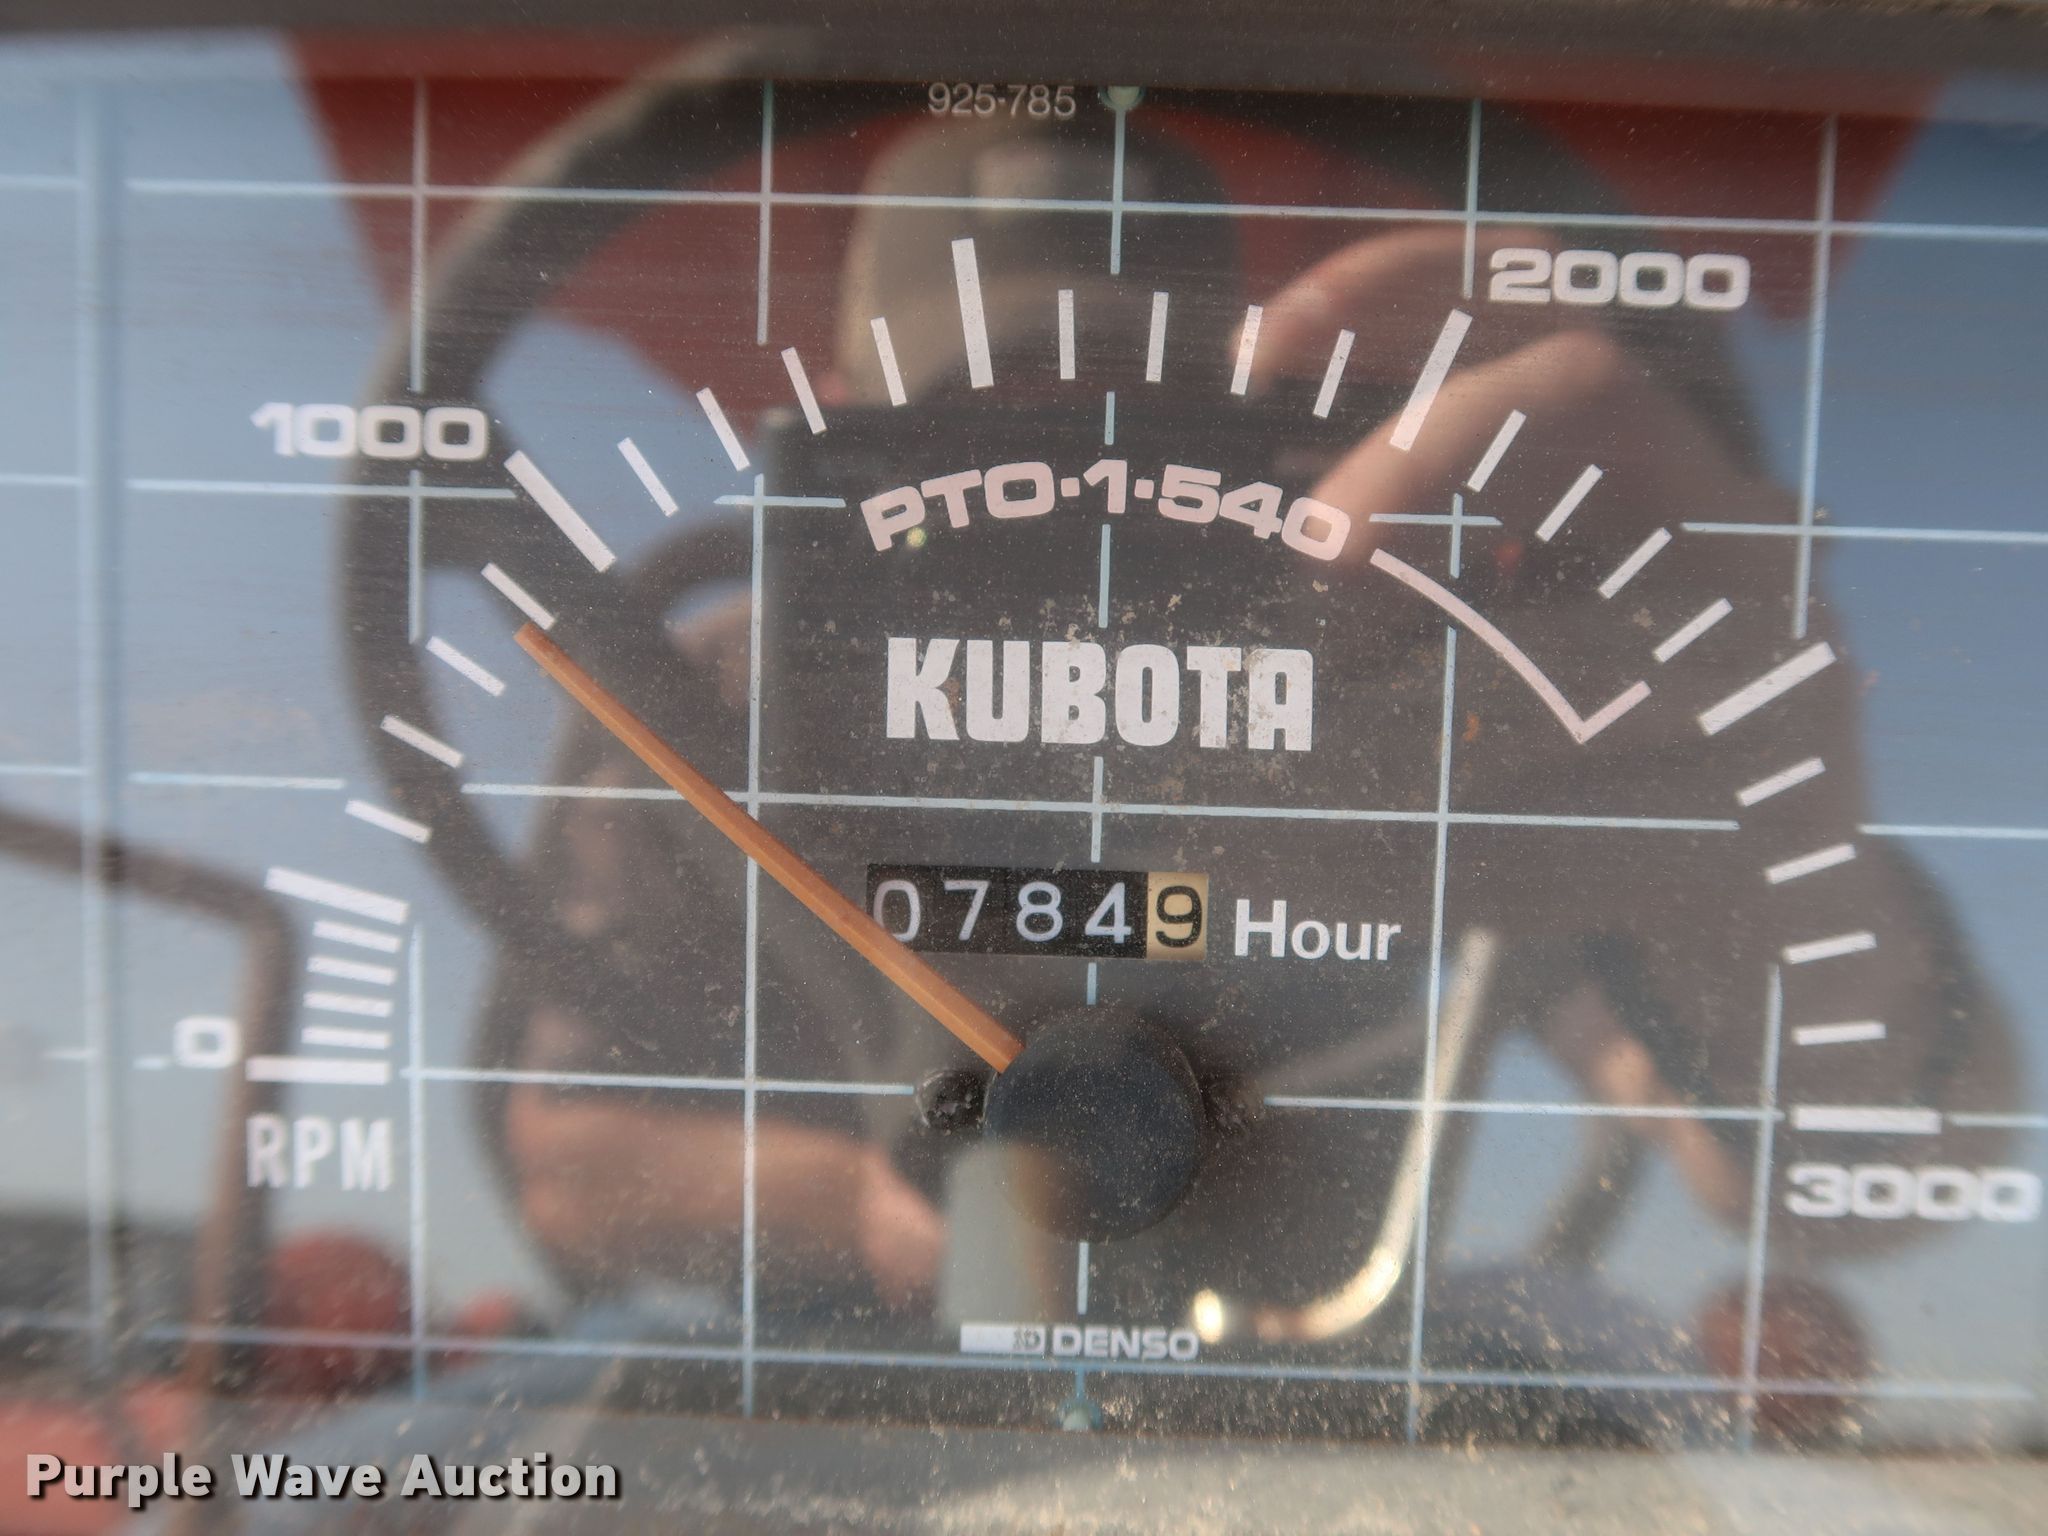 925-785
2000
1000
PTO·1·540
KUBOTA
07849 Hour
0
RPM
3000
DENSO
Purple Wave Auction